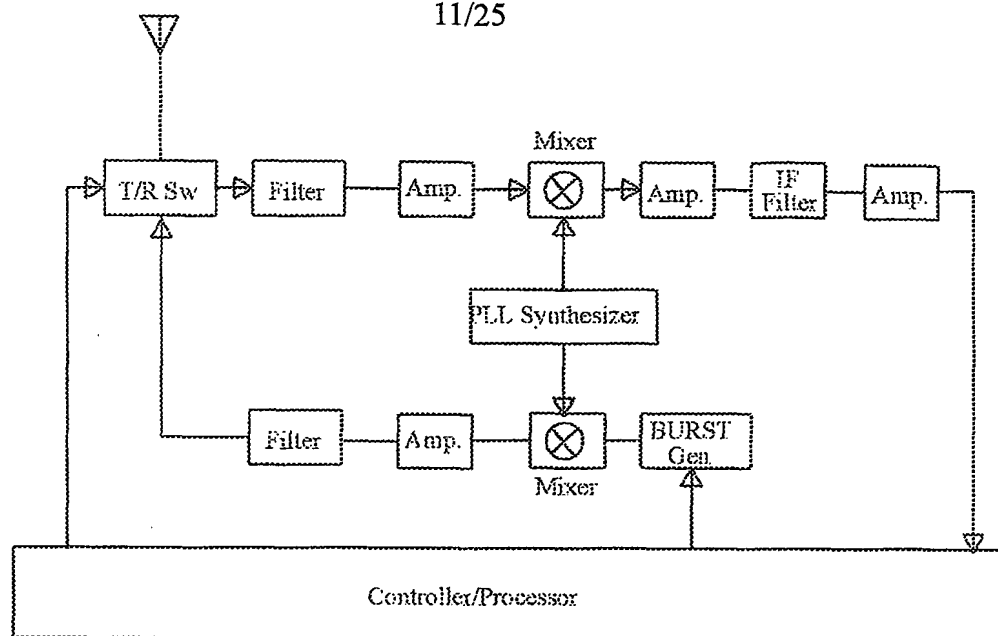 11/25
Mixer
T/R Sw
Filter
Amp.
Amp.
IF
Filter
Amp.
PLL Synthesizer
Filter
Amp.
BURST
Gen.
Mixer
Controller/Processor